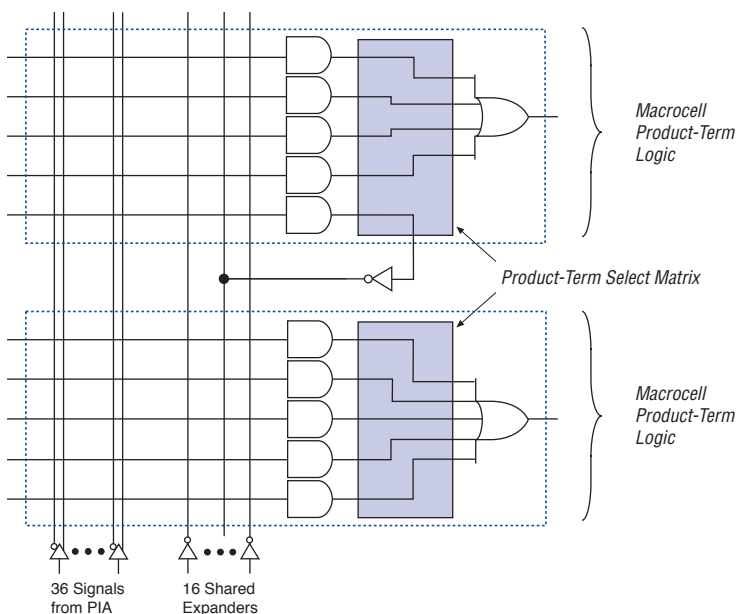 Macrocell
Product-Term
Logic
Product-Term Select Matrix
Macrocell
Product-Term
Logic
36 Signals
from PIA
16 Shared
Expanders